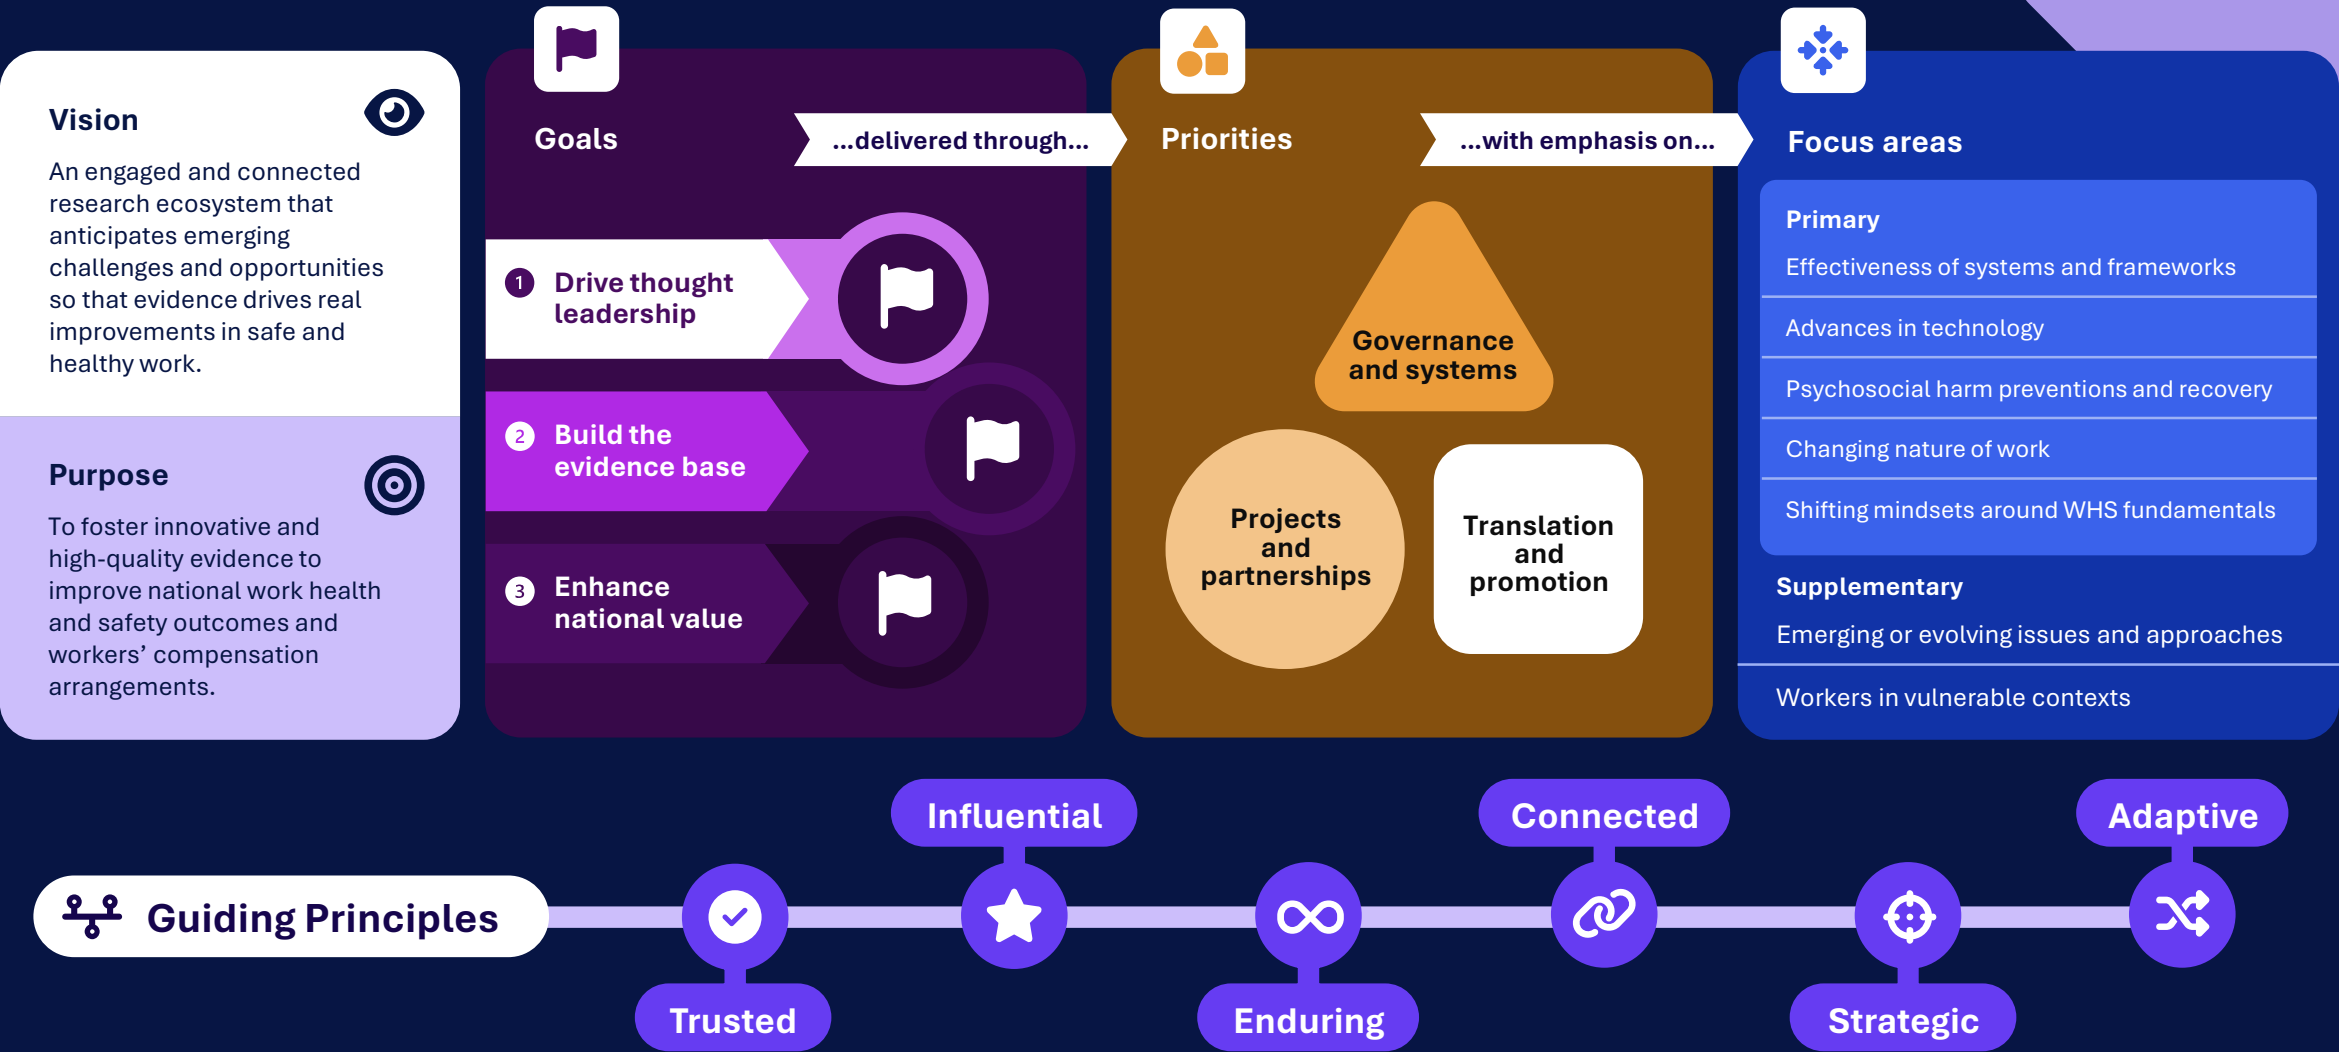 Vision
An engaged and connected
research ecosystem that
anticipates emerging
challenges and opportunities
so that evidence drives real
improvements in safe and
healthy work.
Purpose
To foster innovative and
high-quality evidence to
improve national work health
and safety outcomes and
workers’ compensation
arrangements.
Goals
...delivered through...
1 Drive thought
leadership
2 Build the
evidence base
3 Enhance
national value
Priorities
...with emphasis on...
Governance
and systems
Projects
and
partnerships
Translation
and
promotion
Focus areas
Primary
Effectiveness of systems and frameworks
Advances in technology
Psychosocial harm preventions and recovery
Changing nature of work
Shifting mindsets around WHS fundamentals
Supplementary
Emerging or evolving issues and approaches
Workers in vulnerable contexts
Guiding Principles
Trusted
Influential
Enduring
Connected
Strategic
Adaptive